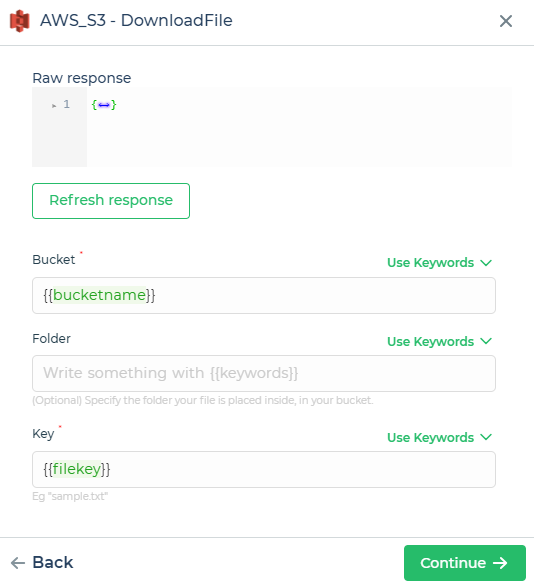 AWS_S3 - DownloadFile
Raw response
1 {↔}
Refresh response
Bucket *
Use Keywords
{{bucketname}}
Folder
Use Keywords
Write something with {{keywords}}
(Optional) Specify the folder your file is placed inside, in your bucket.
Key *
Use Keywords
{{filekey}}
Eg "sample.txt"
Back
Continue